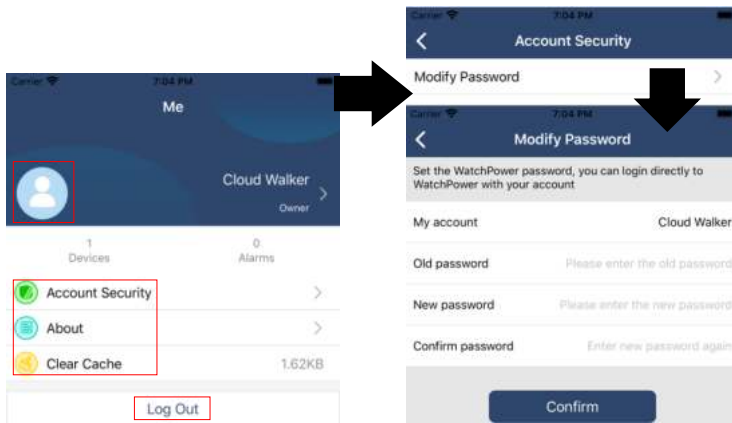 Carrier 7:04 PM
Me
Cloud Walker
Owner
1
Devices
0
Alarms
Account Security
About
Clear Cache 1.62KB
Log Out
Carrier 7:04 PM
Account Security
Modify Password
Carrier 7:04 PM
Modify Password
Set the WatchPower password, you can login directly to
WatchPower with your account
My account Cloud Walker
Old password Please enter the old password
New password Please enter the new password
Confirm password Enter new password again
Confirm